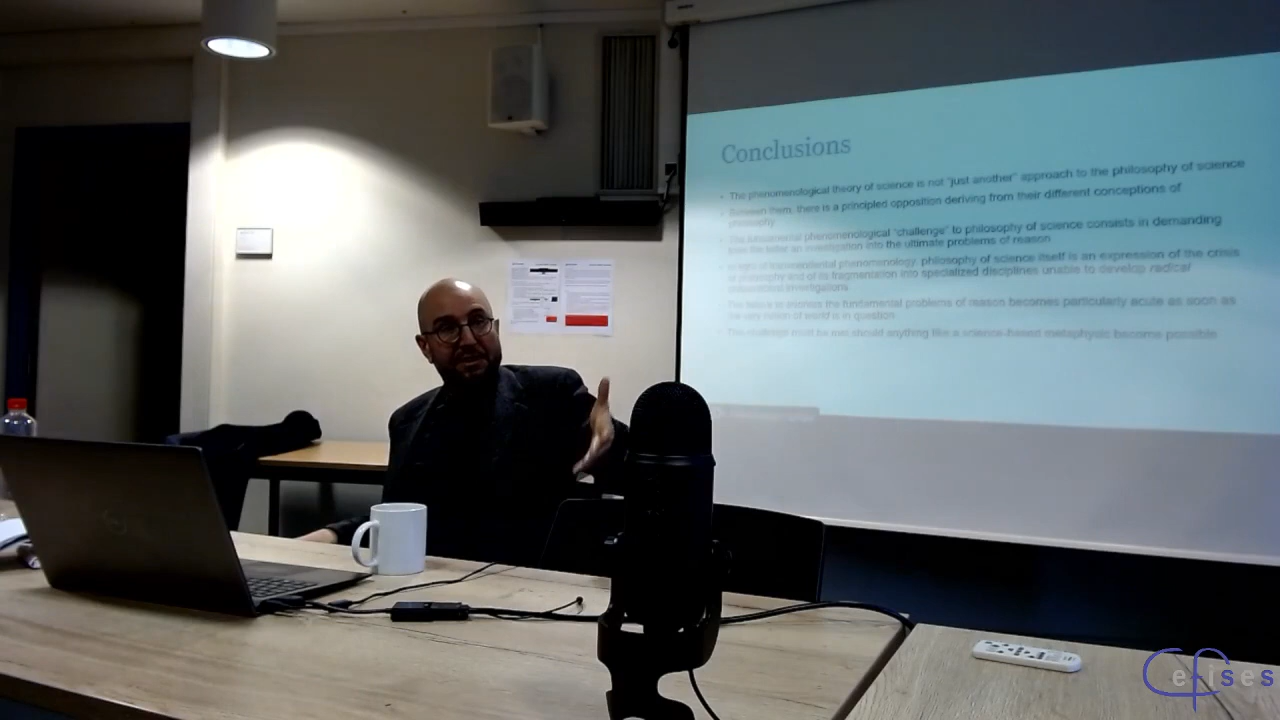 Conclusions
The phenomenological theory of science is not "just another" approach to the philosophy of science
Between them, there is a principled opposition deriving from their different conceptions of
philosophy
The fundamental phenomenological "challenge" to philosophy of science consists in demanding
from the latter an investigation into the ultimate problems of reason
In light of transcendental phenomenology, philosophy of science itself is an expression of the crisis
of philosophy and of its fragmentation into specialized disciplines unable to develop radical
foundational investigations
the fundamental problems of reason becomes particularly acute as soon as
the very notion of world is in question
The challenge must be met should anything like a science-based metaphysic become possible
Cefises